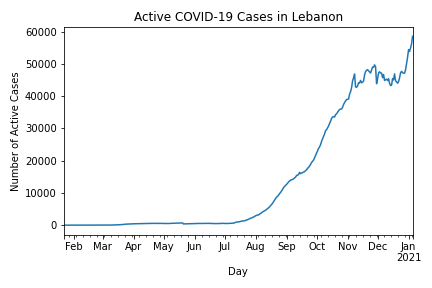 Active COVID-19 Cases in Lebanon
Number of Active Cases
60000
50000
40000
30000
20000
10000
0
Feb Mar Apr May Jun Jul Aug Sep Oct Nov Dec Jan
2021
Day